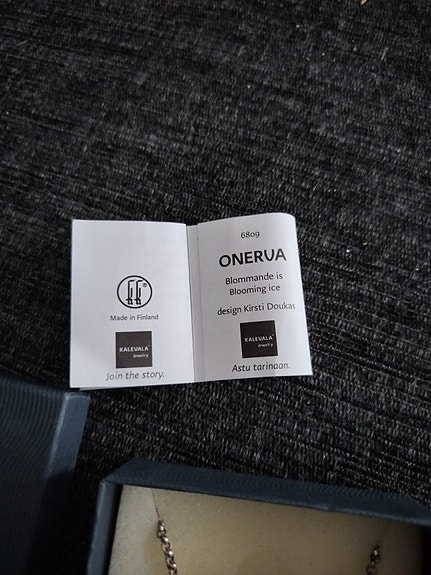 Made in Finland
KALEVALA
jewelry
Join the story.
6809
ONERVA
Blommande is
Blooming ice
design Kirsti Doukas
KALEVALA
jewelry
Astu tarinaan.